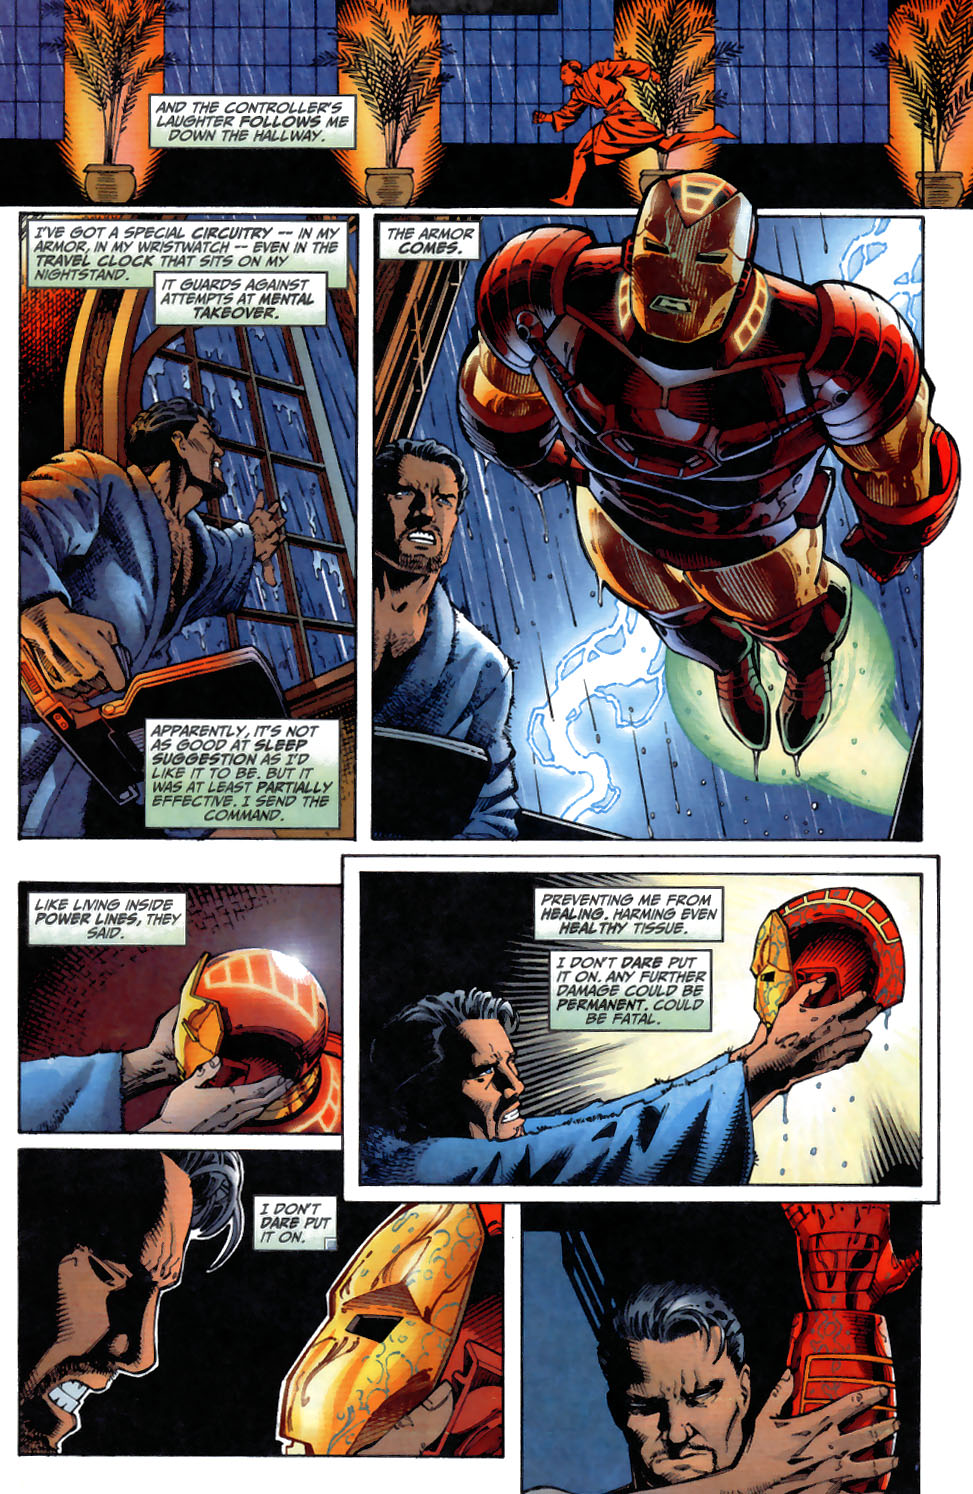 AND THE CONTROLLER'S
LAUGHTER FOLLOWS ME
DOWN THE HALLWAY.
I'VE GOT A SPECIAL CIRCUITRY -- IN MY
ARMOR, IN MY WRISTWATCH -- EVEN IN THE
TRAVEL CLOCK THAT SITS ON MY
NIGHTSTAND.
IT GUARDS AGAINST
ATTEMPTS AT MENTAL
TAKEOVER.
APPARENTLY, IT'S NOT
AS GOOD AT SLEEP
SUGGESTION AS I'D
LIKE IT TO BE. BUT IT
WAS AT LEAST PARTIALLY
EFFECTIVE. I SEND THE
COMMAND.
THE ARMOR
COMES.
LIKE LIVING INSIDE
POWER LINES, THEY
SAID.
PREVENTING ME FROM
HEALING. HARMING EVEN
HEALTHY TISSUE.
I DON'T DARE PUT
IT ON. ANY FURTHER
DAMAGE COULD BE
PERMANENT. COULD
BE FATAL.
I DON'T
DARE PUT
IT ON.